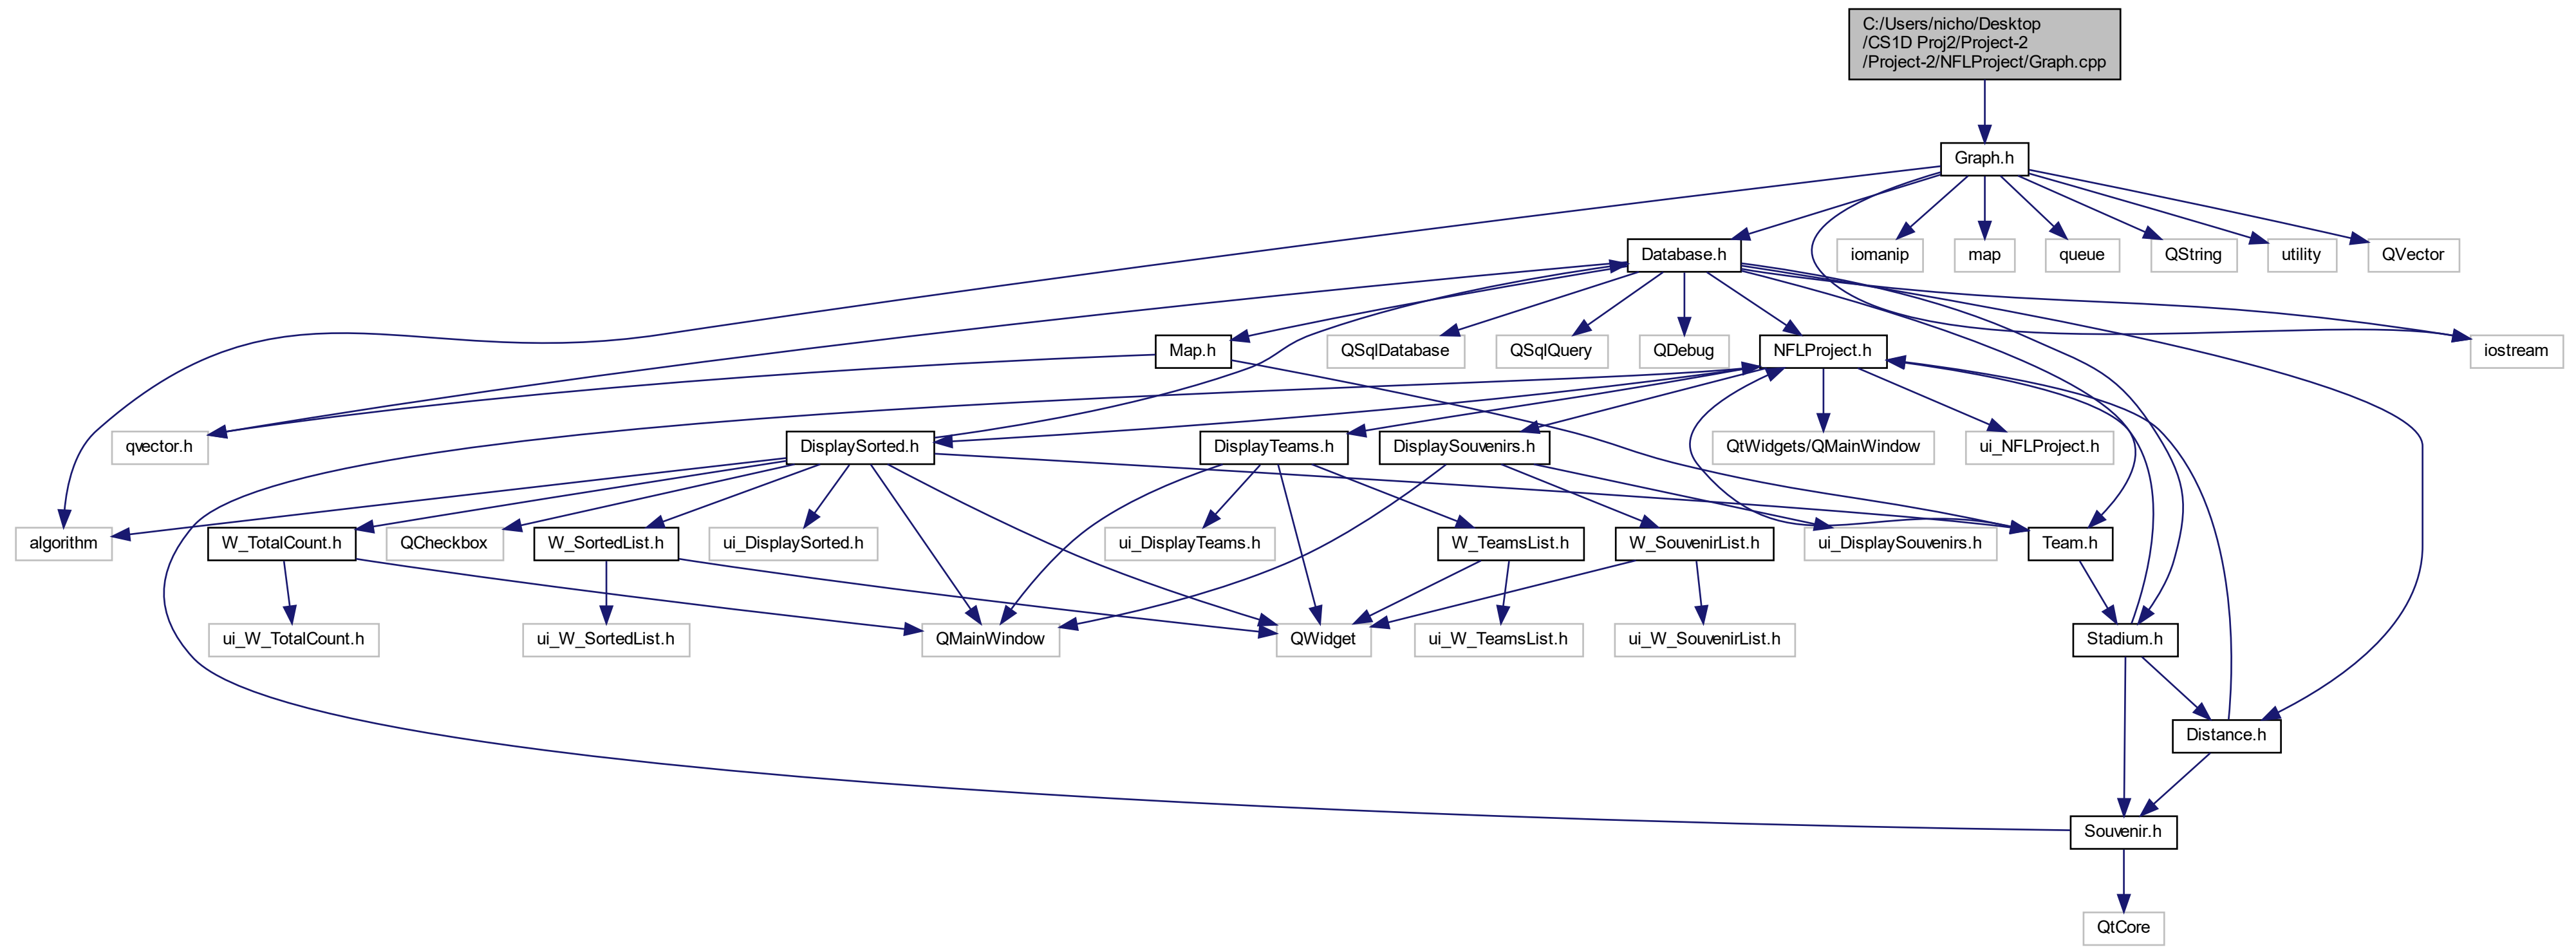 C:/Users/nicho/Desktop
/CS1D Proj2/Project-2
/Project-2/NFLProject/Graph.cpp
Graph.h
Database.h
iomanip
map
queue
QString
utility
QVector
Map.h
QSqlDatabase
QSqlQuery
QDebug
NFLProject.h
iostream
qvector.h
DisplaySorted.h
DisplayTeams.h
DisplaySouvenirs.h
QtWidgets/QMainWindow
ui_NFLProject.h
algorithm
W_TotalCount.h
QCheckbox
W_SortedList.h
ui_DisplaySorted.h
ui_DisplayTeams.h
W_TeamsList.h
W_SouvenirList.h
ui_DisplaySouvenirs.h
Team.h
ui_W_TotalCount.h
ui_W_SortedList.h
QMainWindow
QWidget
ui_W_TeamsList.h
ui_W_SouvenirList.h
Stadium.h
Distance.h
Souvenir.h
QtCore